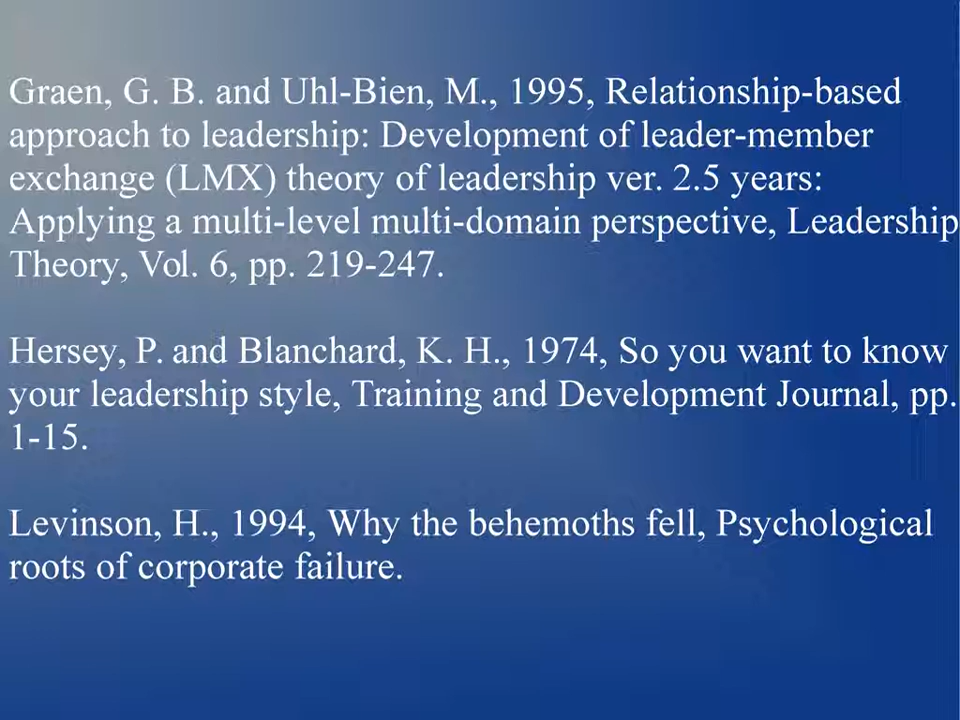 Graen, G. B. and Uhl-Bien, M., 1995, Relationship-based
approach to leadership: Development of leader-member
exchange (LMX) theory of leadership ver. 2.5 years:
Applying a multi-level multi-domain perspective, Leadership
Theory, Vol. 6, pp. 219-247.
Hersey, P. and Blanchard, K. H., 1974, So you want to know
your leadership style, Training and Development Journal, pp.
1-15.
Levinson, H., 1994, Why the behemoths fell, Psychological
roots of corporate failure.